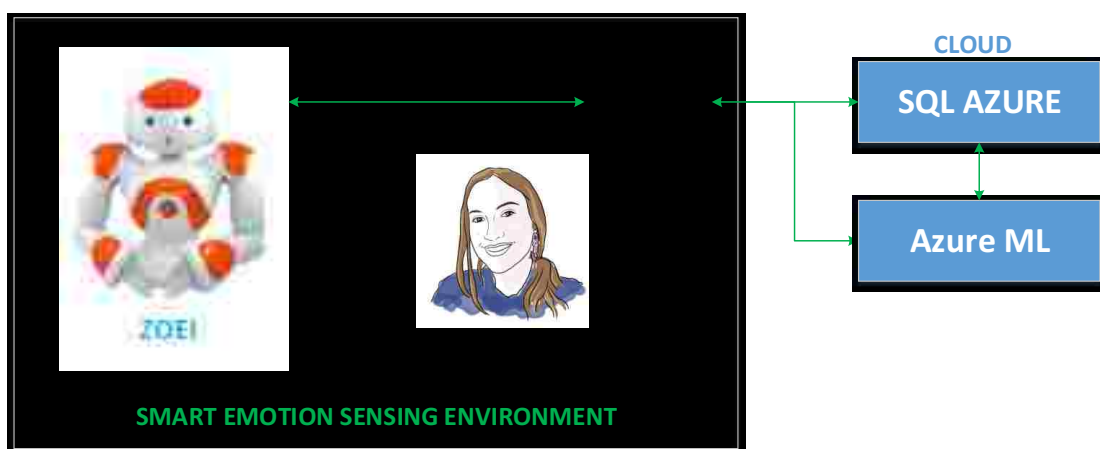 CLOUD
SQL AZURE
Azure ML
ZOEI
SMART EMOTION SENSING ENVIRONMENT